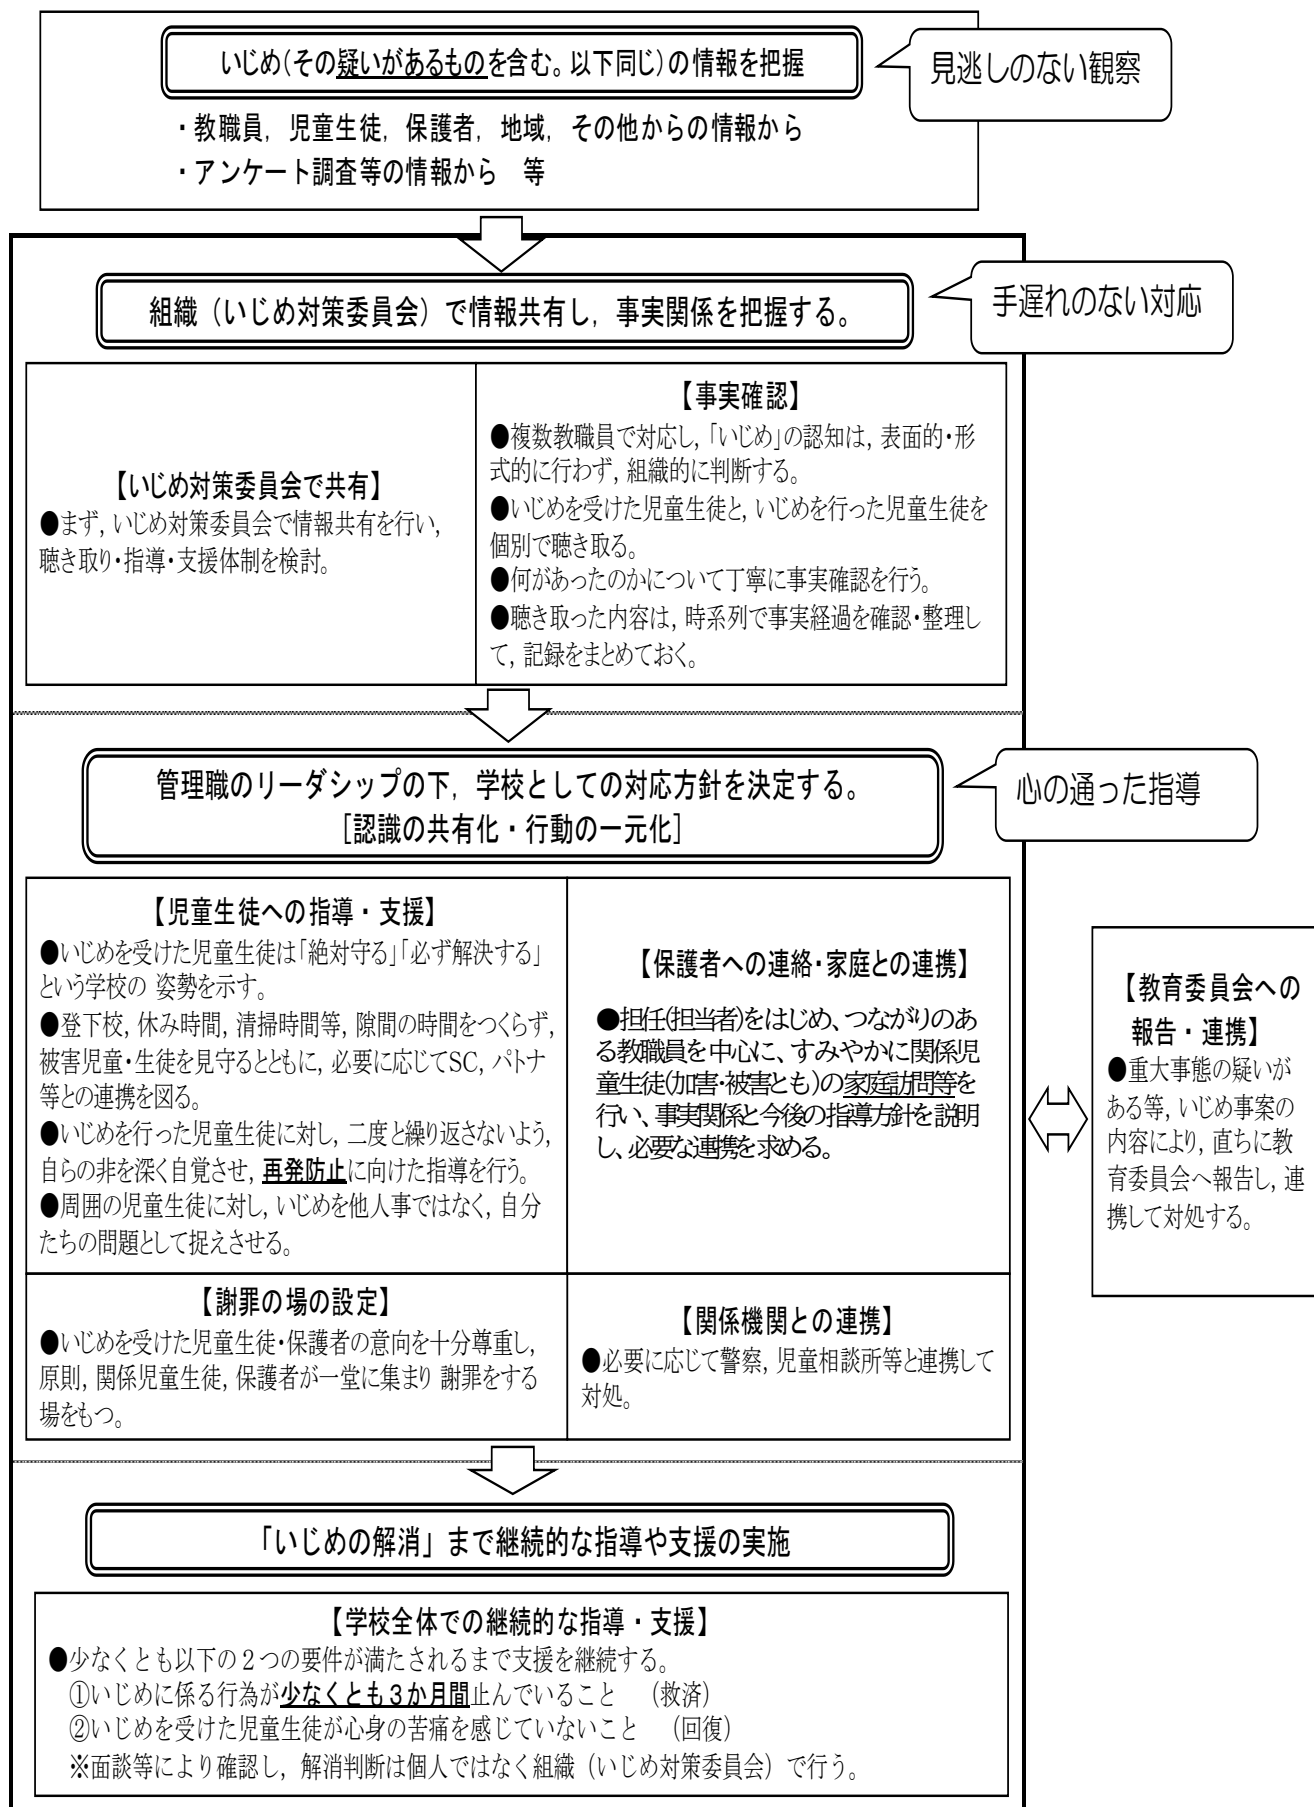 いじめ(その疑いがあるものを含む。以下同じ)の情報を把握
見逃しのない観察
・教職員，児童生徒，保護者，地域，その他からの情報から
・アンケート調査等の情報から　等
組織（いじめ対策委員会）で情報共有し，事実関係を把握する。
手遅れのない対応
【いじめ対策委員会で共有】
●まず，いじめ対策委員会で情報共有を行い，
聴き取り・指導・支援体制を検討。
【事実確認】
●複数教職員で対応し，「いじめ」の認知は，表面的・形
式的に行わず，組織的に判断する。
●いじめを受けた児童生徒と，いじめを行った児童生徒を
個別で聴き取る。
●何があったのかについて丁寧に事実確認を行う。
●聴き取った内容は，時系列で事実経過を確認・整理し
て，記録をまとめておく。
管理職のリーダシップの下，学校としての対応方針を決定する。
［認識の共有化・行動の一元化］
心の通った指導
【児童生徒への指導・支援】
●いじめを受けた児童生徒は「絶対守る」「必ず解決する」
という学校の 姿勢を示す。
●登下校，休み時間，清掃時間等，隙間の時間をつくらず，
被害児童・生徒を見守るとともに，必要に応じてSC，パトナ
等との連携を図る。
●いじめを行った児童生徒に対し，二度と繰り返さないよう，
自らの非を深く自覚させ，再発防止に向けた指導を行う。
●周囲の児童生徒に対し，いじめを他人事ではなく，自分
たちの問題として捉えさせる。
【保護者への連絡・家庭との連携】
●担任(担当者)をはじめ、つながりのあ
る教職員を中心に、すみやかに関係児
童生徒(加害・被害とも)の家庭訪問等を
行い、事実関係と今後の指導方針を説明
し、必要な連携を求める。
【教育委員会への
報告・連携】
●重大事態の疑いが
ある等，いじめ事案の
内容により，直ちに教
育委員会へ報告し，連
携して対処する。
【謝罪の場の設定】
●いじめを受けた児童生徒・保護者の意向を十分尊重し，
原則，関係児童生徒，保護者が一堂に集まり 謝罪をする
場をもつ。
【関係機関との連携】
●必要に応じて警察，児童相談所等と連携して
対処。
「いじめの解消」まで継続的な指導や支援の実施
【学校全体での継続的な指導・支援】
●少なくとも以下の２つの要件が満たされるまで支援を継続する。
①いじめに係る行為が少なくとも３か月間止んでいること　（救済）
②いじめを受けた児童生徒が心身の苦痛を感じていないこと　（回復）
※面談等により確認し，解消判断は個人ではなく組織（いじめ対策委員会）で行う。